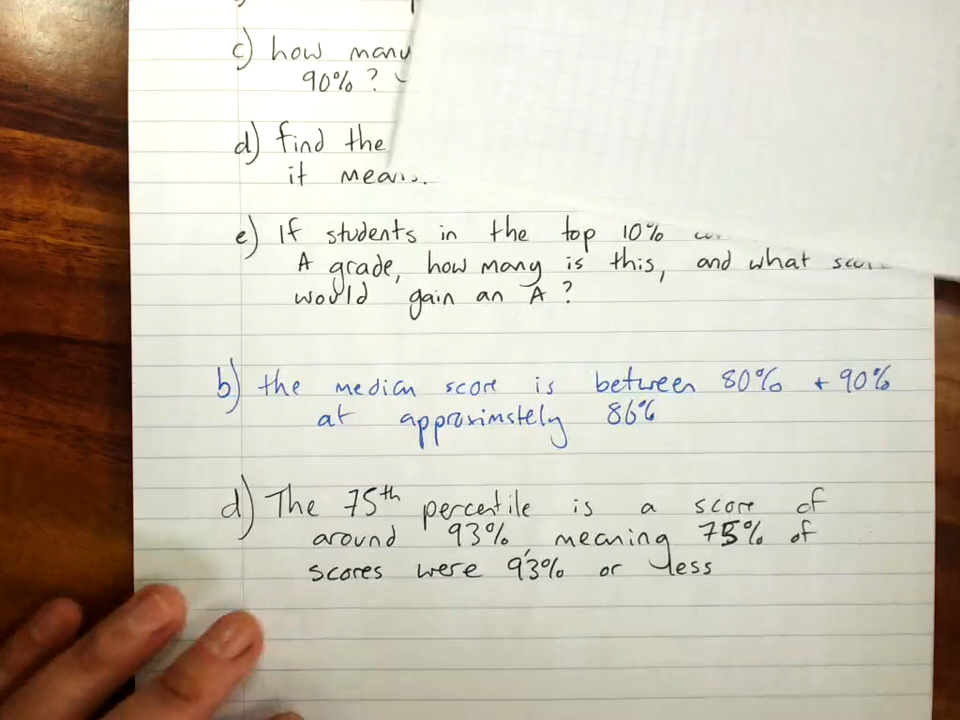 c) how many
90% ?
d) find the
it means.
e) If students in the top 10%
A grade, how many is this, and what
would gain an A ?
b) the median score is between 80% + 90%
at approximstely 86%
d) The 75th percentile is a score of
around 93% meaning 75% of
scores were 93% or less